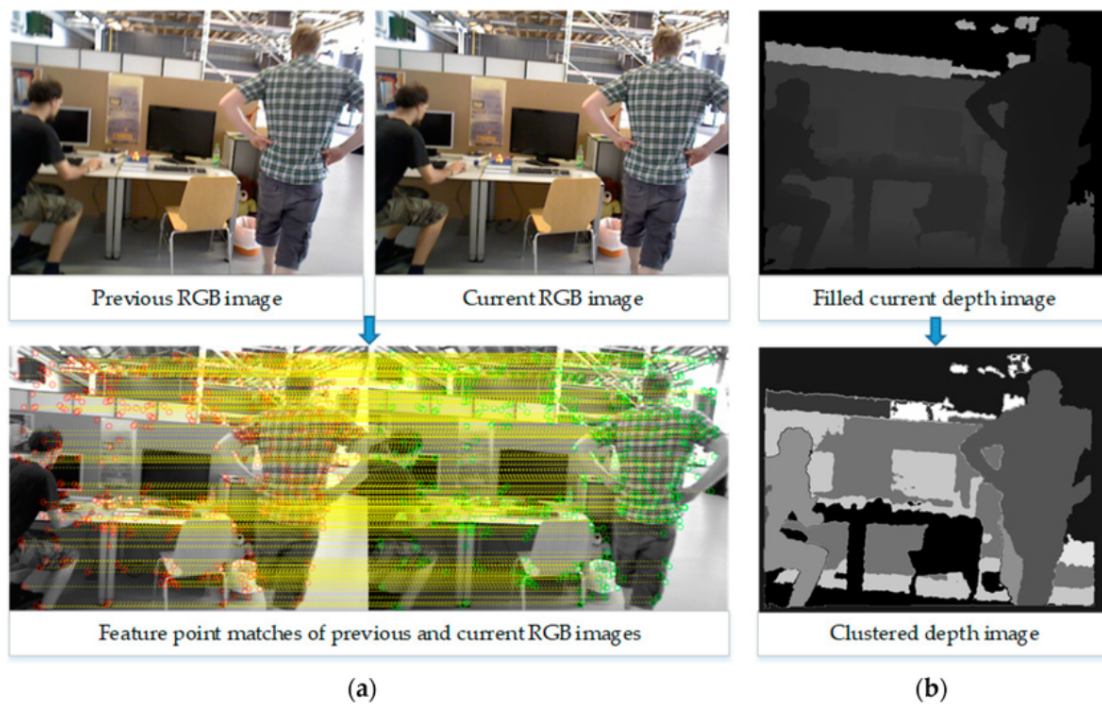 Previous RGB image
Current RGB image
Filled current depth image
Feature point matches of previous and current RGB images
Clustered depth image
(a)
(b)